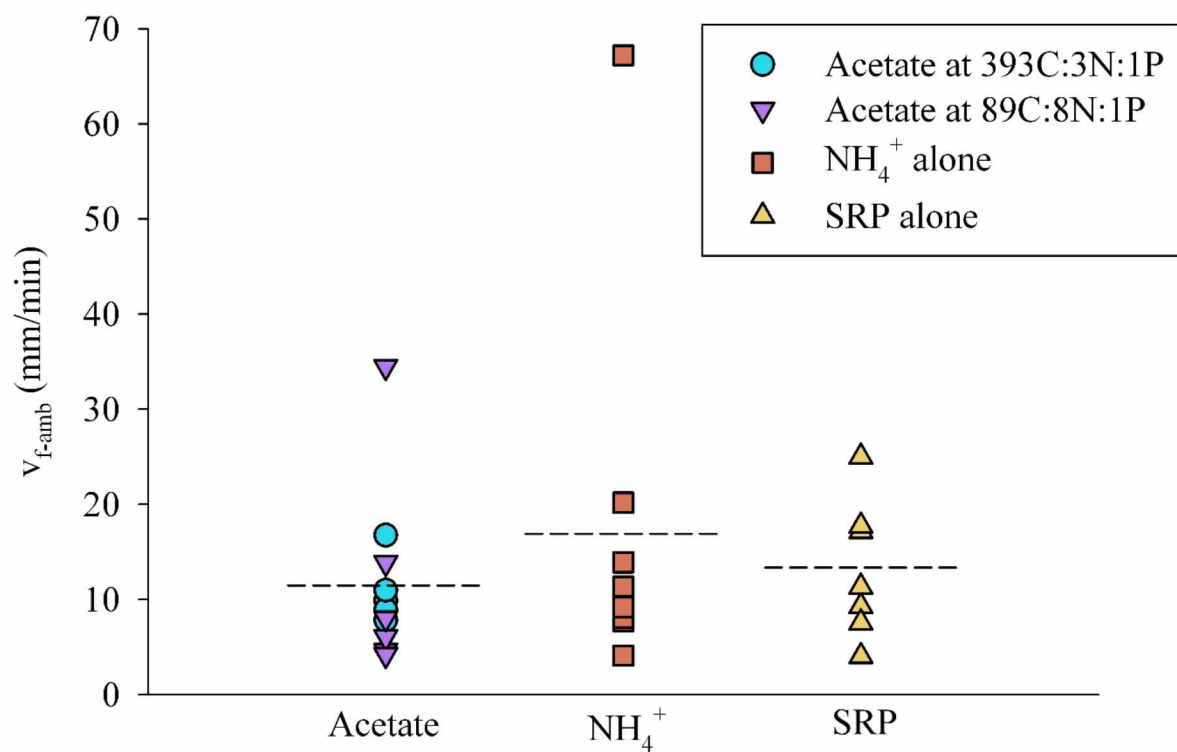 70
60
50
40
30
20
10
0
v_f-amb (mm/min)
Acetate at 393C:3N:1P
Acetate at 89C:8N:1P
NH₄⁺ alone
SRP alone
Acetate
NH₄⁺
SRP